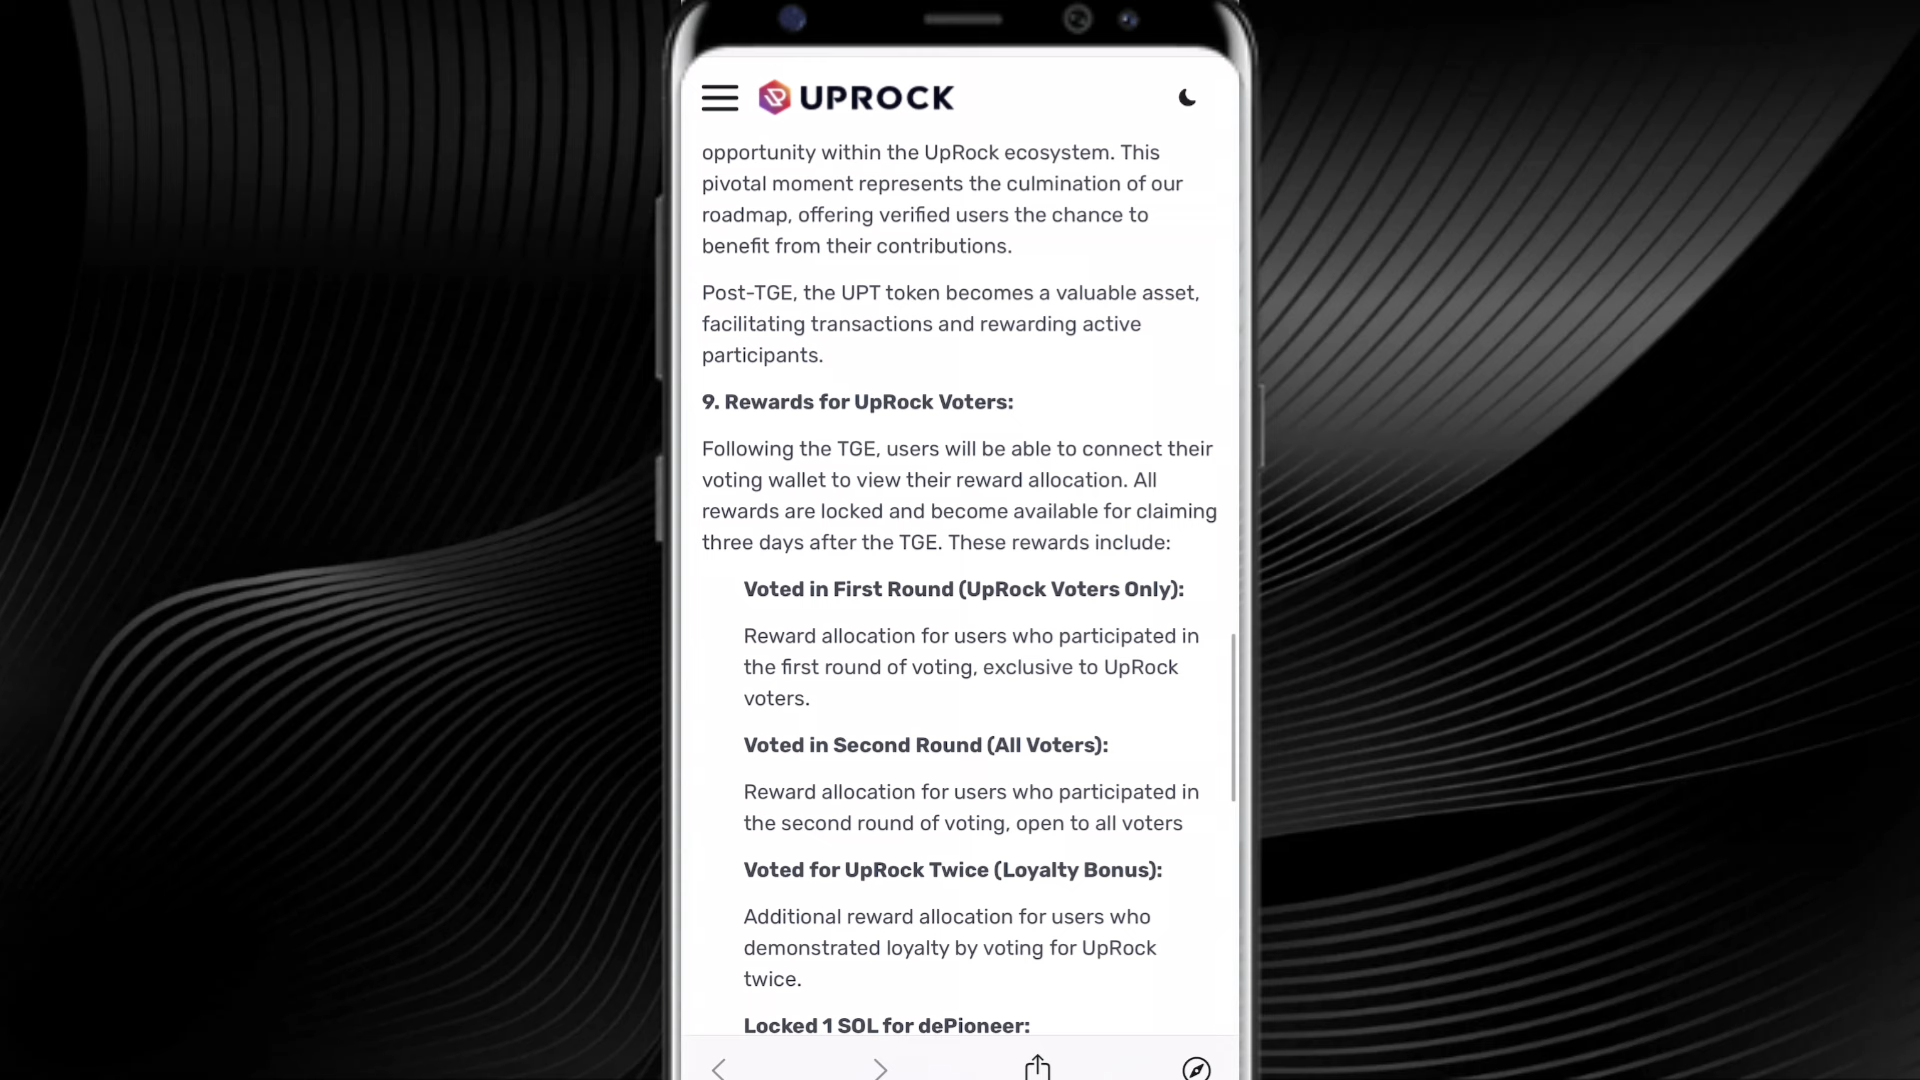 UPROCK
opportunity within the UpRock ecosystem. This
pivotal moment represents the culmination of our
roadmap, offering verified users the chance to
benefit from their contributions.
Post-TGE, the UPT token becomes a valuable asset,
facilitating transactions and rewarding active
participants.
9. Rewards for UpRock Voters:
Following the TGE, users will be able to connect their
voting wallet to view their reward allocation. All
rewards are locked and become available for claiming
three days after the TGE. These rewards include:
Voted in First Round (UpRock Voters Only):
Reward allocation for users who participated in
the first round of voting, exclusive to UpRock
voters.
Voted in Second Round (All Voters):
Reward allocation for users who participated in
the second round of voting, open to all voters
Voted for UpRock Twice (Loyalty Bonus):
Additional reward allocation for users who
demonstrated loyalty by voting for UpRock
twice.
Locked 1 SOL for dePioneer: